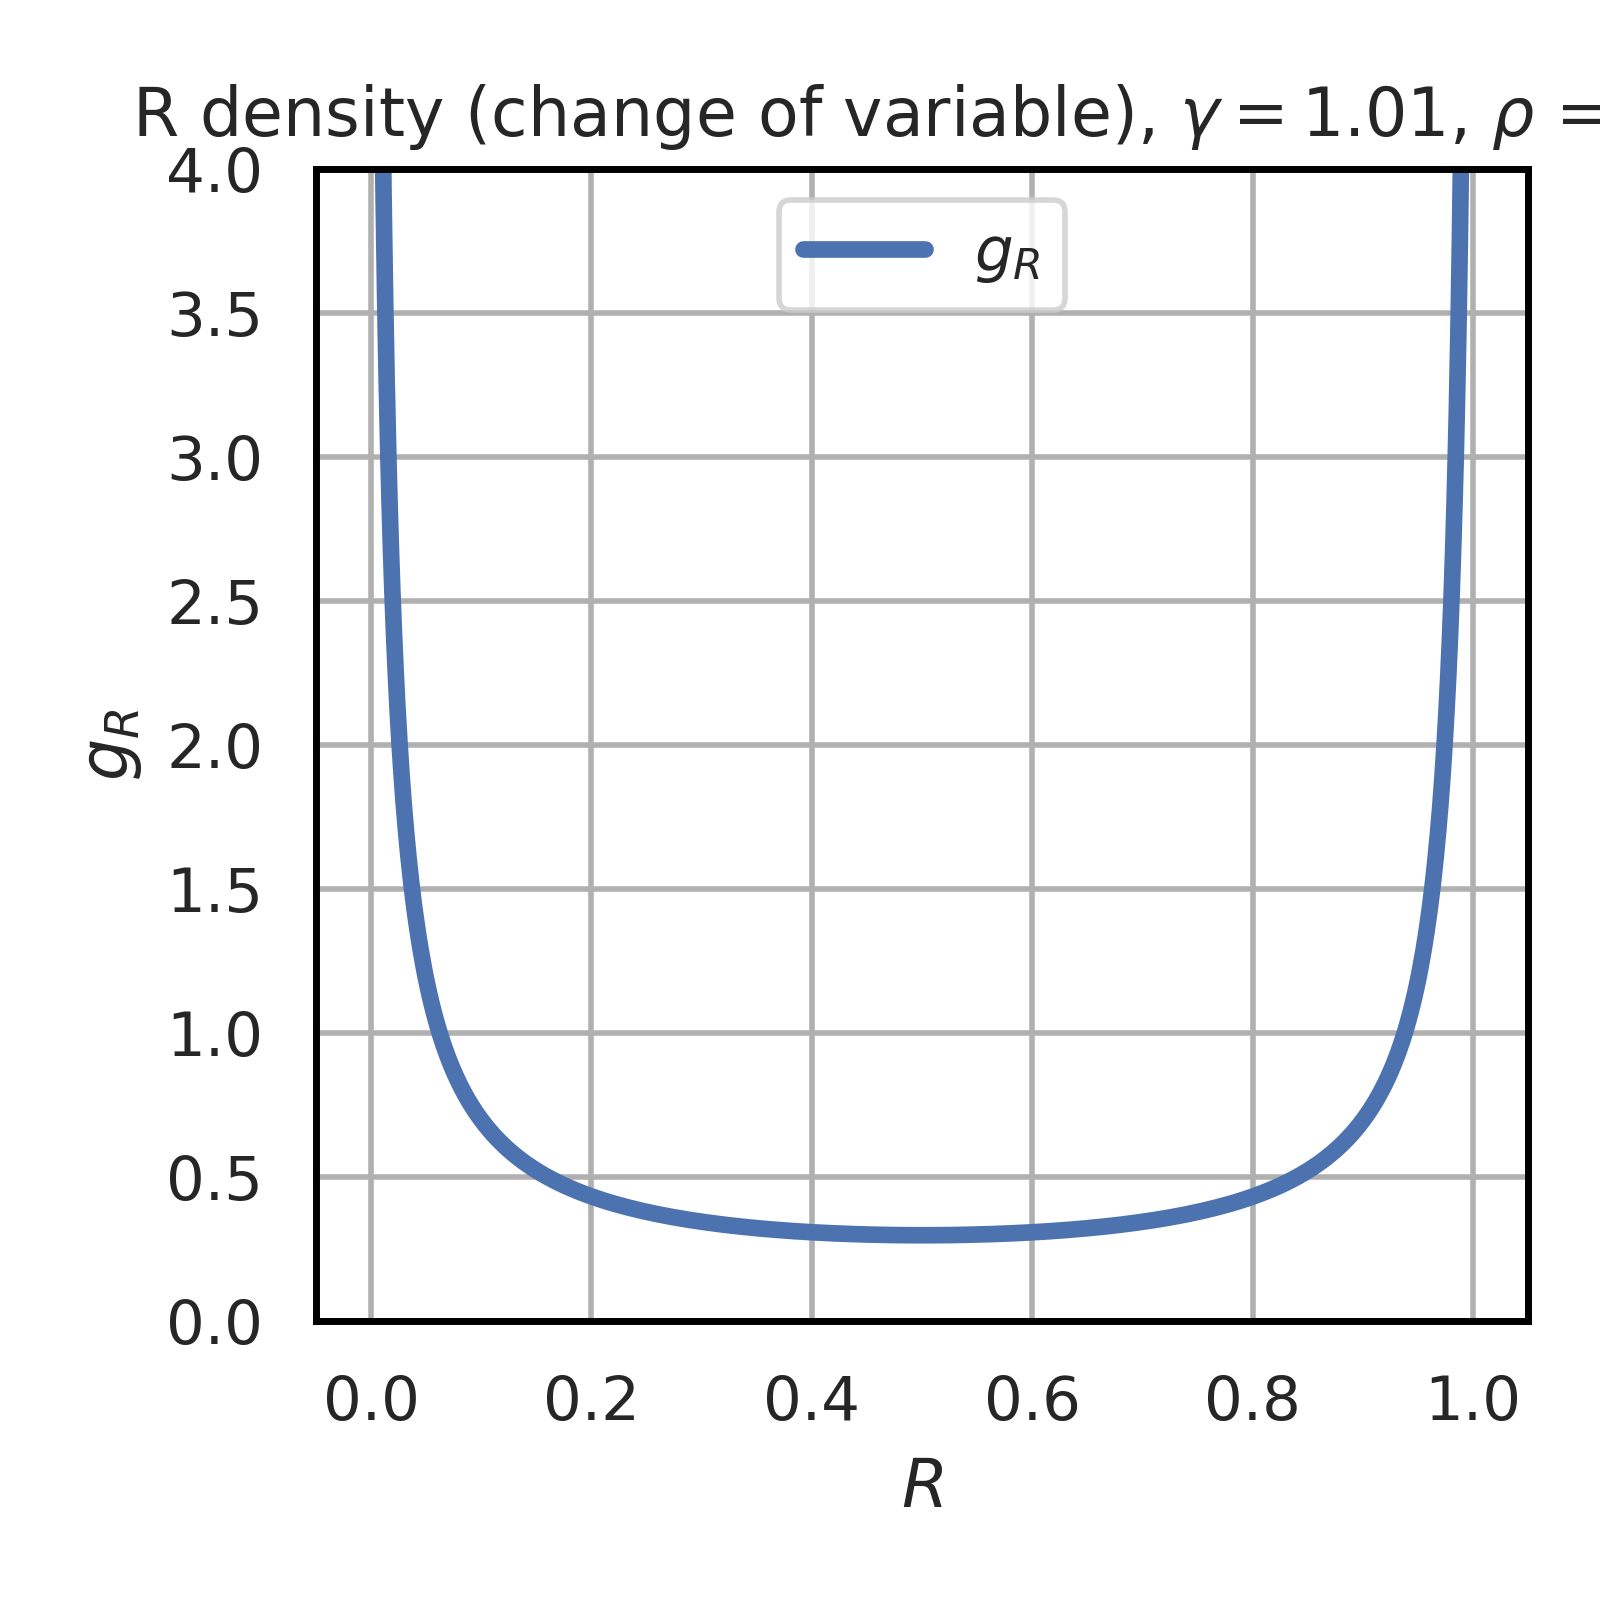 R density (change of variable), γ = 1.01, ρ =
4.0
3.5
3.0
2.5
2.0
1.5
1.0
0.5
0.0
g_R
g_R
0.0 0.2 0.4 0.6 0.8 1.0
R